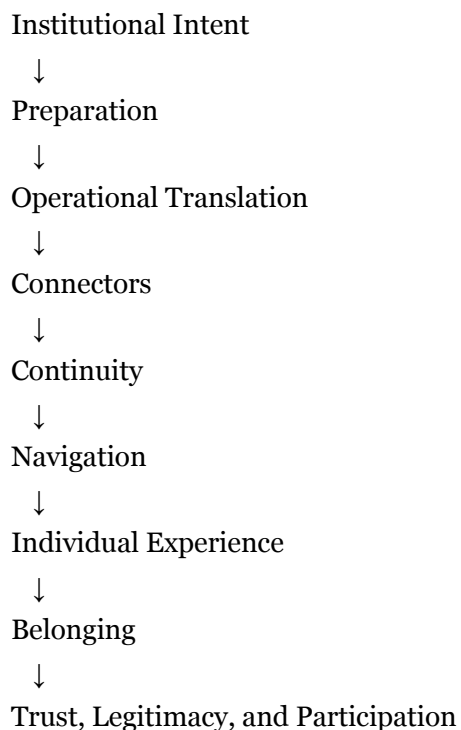 Institutional Intent
↓
Preparation
↓
Operational Translation
↓
Connectors
↓
Continuity
↓
Navigation
↓
Individual Experience
↓
Belonging
↓
Trust, Legitimacy, and Participation